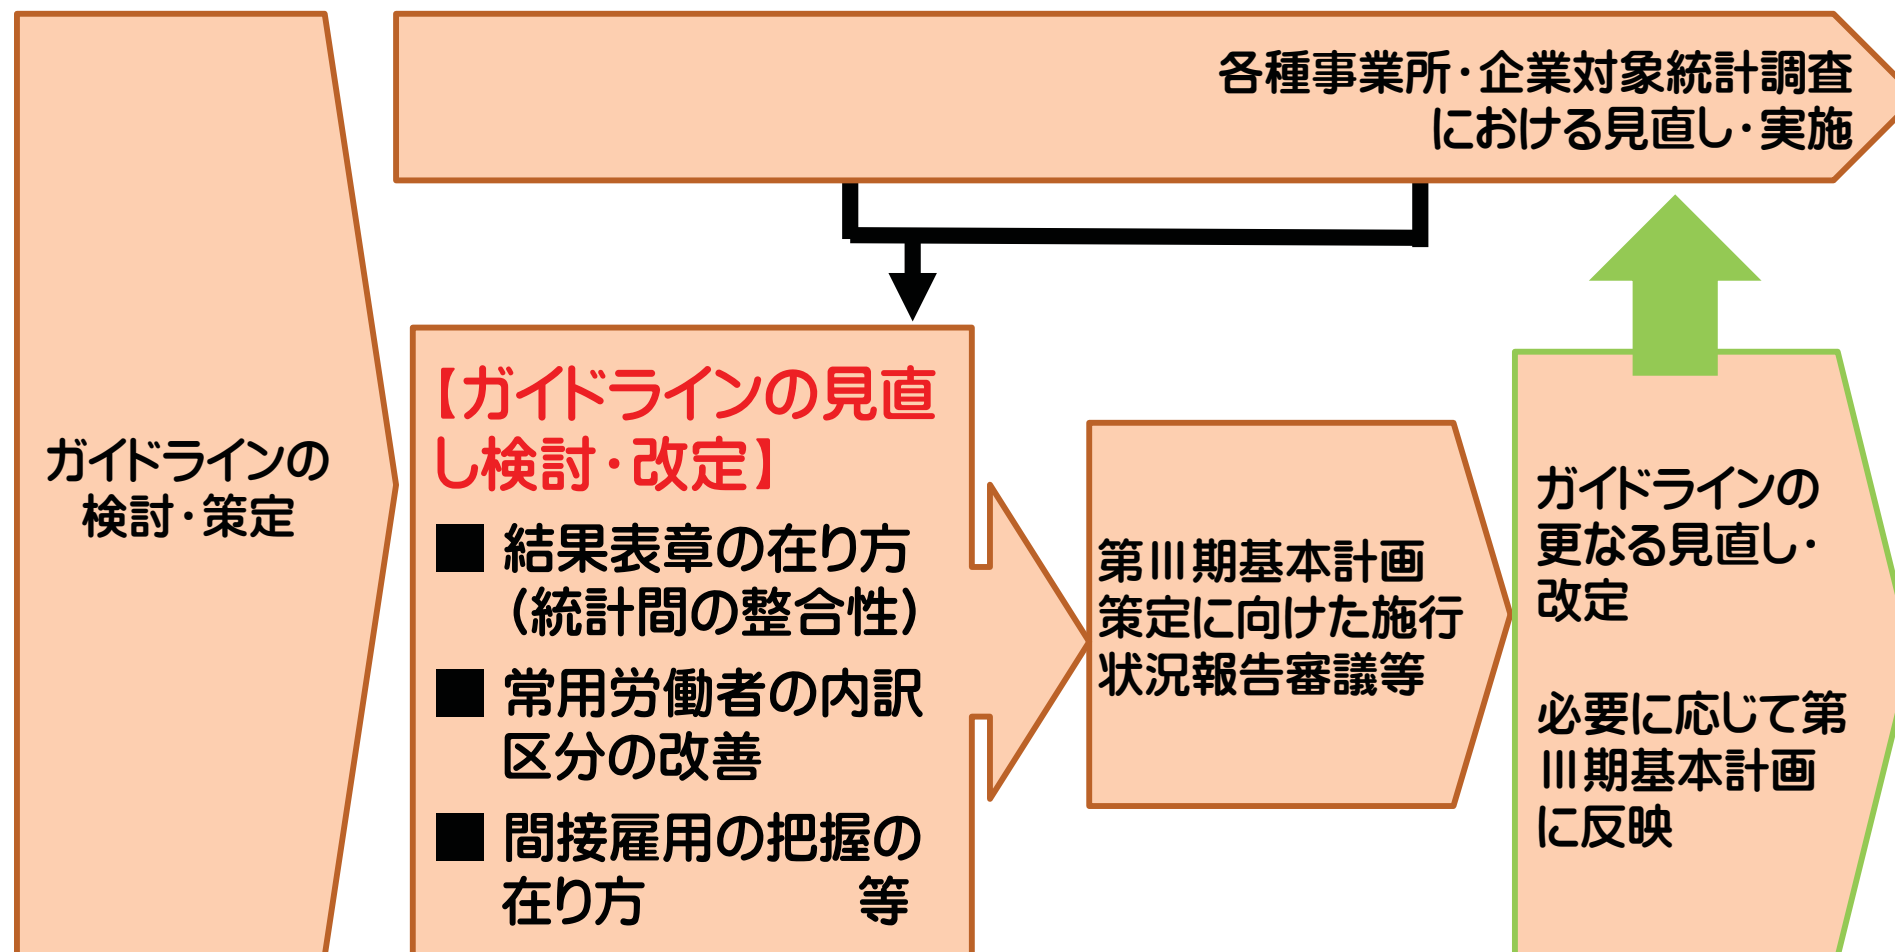 各種事業所・企業対象統計調査
における見直し・実施
ガイドラインの
検討・策定
【ガイドラインの見直
し検討・改定】
■ 結果表章の在り方
（統計間の整合性）
■ 常用労働者の内訳
区分の改善
■ 間接雇用の把握の
在り方 等
第Ⅲ期基本計画
策定に向けた施行
状況報告審議等
ガイドラインの
更なる見直し・
改定
必要に応じて第
Ⅲ期基本計画
に反映